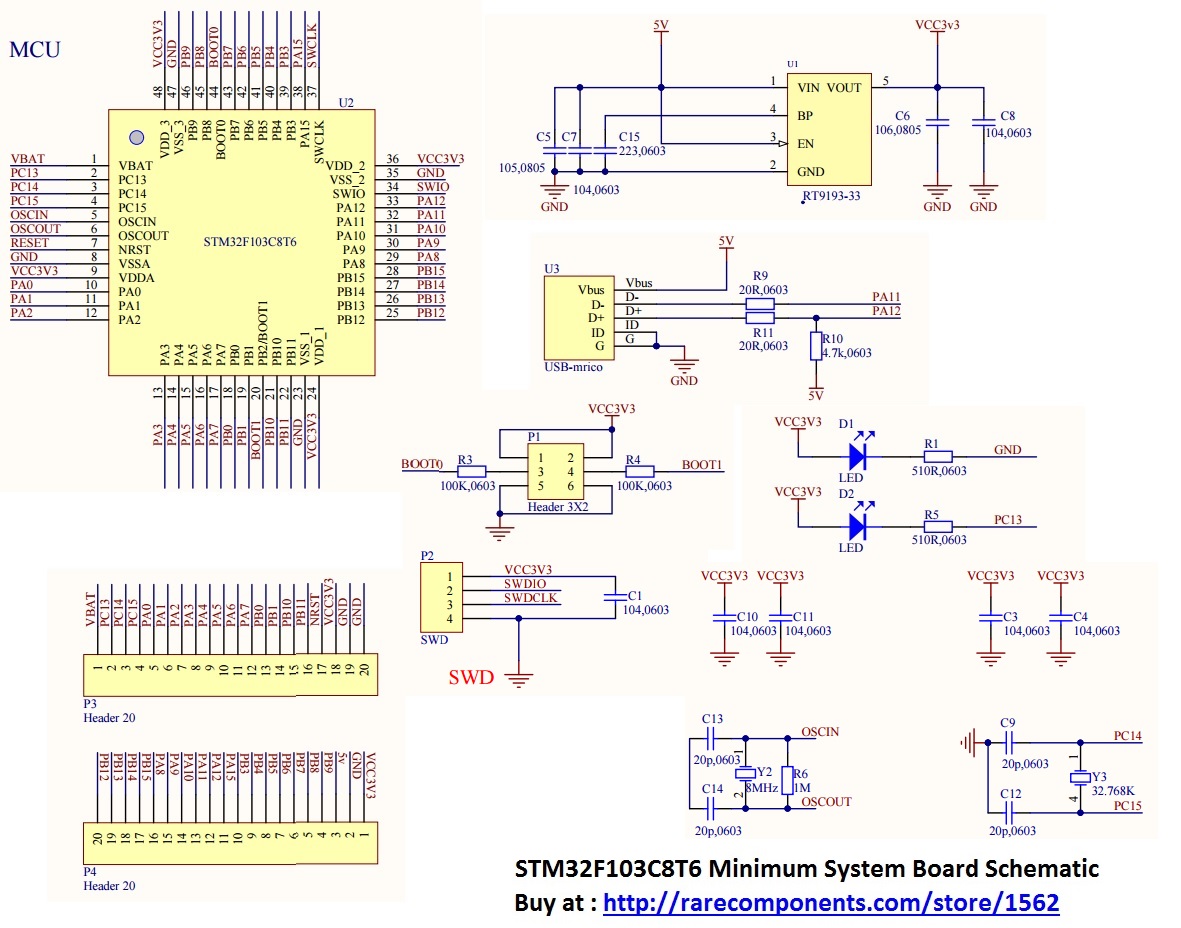 MCU
VCC3V3
GND
PB9
PB8
BOOT0
PB7
PB6
PB5
PB4
PB3
PA15
SWCLK
48 47 46 45 44 43 42 41 40 39 38 37
U2
VDD_3
VSS_3
PB9
PB8
BOOT0
PB7
PB6
PB5
PB4
PB3
PA15
SWCLK
VBAT 1 VBAT
PC13 2 PC13
PC14 3 PC14
PC15 4 PC15
OSCIN 5 OSCIN
OSCOUT 6 OSCOUT
RESET 7 NRST
GND 8 VSSA
VCC3V3 9 VDDA
PA0 10 PA0
PA1 11 PA1
PA2 12 PA2
STM32F103C8T6
VDD_2 36 VCC3V3
VSS_2 35 GND
SWIO 34 SWIO
PA12 33 PA12
PA11 32 PA11
PA10 31 PA10
PA9 30 PA9
PA8 29 PA8
PB15 28 PB15
PB14 27 PB14
PB13 26 PB13
PB12 25 PB12
PA3
PA4
PA5
PA6
PA7
PB0
PB1
PB2/BOOT1
PB10
PB11
VSS_1
VDD_1
13 14 15 16 17 18 19 20 21 22 23 24
PA3
PA4
PA5
PA6
PA7
PB0
PB1
BOOT1
PB10
PB11
GND
VCC3V3
5V
VCC3v3
U1
1 VIN VOUT 5
4 BP
3 EN
2 GND
RT9193-33
C5 C7 C15
105,0805
223,0603
104,0603
GND
C6
106,0805
C8
104,0603
GND GND
5V
U3
Vbus Vbus
D- D-
D+ D+
ID ID
G G
USB-mrico
R9
20R,0603
PA11
PA12
R11
20R,0603
R10
4.7k,0603
GND
5V
VCC3V3
P1
BOOT0 R3 R4 BOOT1
1 2
3 4
5 6
100K,0603 100K,0603
Header 3X2
VCC3V3 D1 R1 GND
LED 510R,0603
VCC3V3 D2 R5 PC13
LED 510R,0603
P2
1 VCC3V3
2 SWDIO
3 SWDCLK
4
SWD
C1
104,0603
SWD
VCC3V3 VCC3V3 VCC3V3 VCC3V3
C10 C11 C3 C4
104,0603 104,0603 104,0603 104,0603
VBAT
PC13
PC14
PC15
PA0
PA1
PA2
PA3
PA4
PA5
PA6
PA7
PB0
PB1
PB10
PB11
NRST
VCC3V3
GND
GND
1 2 3 4 5 6 7 8 9 10 11 12 13 14 15 16 17 18 19 20
P3
Header 20
PB12
PB13
PB14
PB15
PA8
PA9
PA10
PA11
PA12
PA15
PB3
PB4
PB5
PB6
PB7
PB8
PB9
5v
GND
VCC3V3
20 19 18 17 16 15 14 13 12 11 10 9 8 7 6 5 4 3 2 1
P4
Header 20
C13 OSCIN
20p,0603
1
Y2
8MHz
2
R6
1M
C14 OSCOUT
20p,0603
C9 PC14
20p,0603
1
Y3
32.768K
4
C12 PC15
20p,0603
STM32F103C8T6 Minimum System Board Schematic
Buy at : http://rarecomponents.com/store/1562